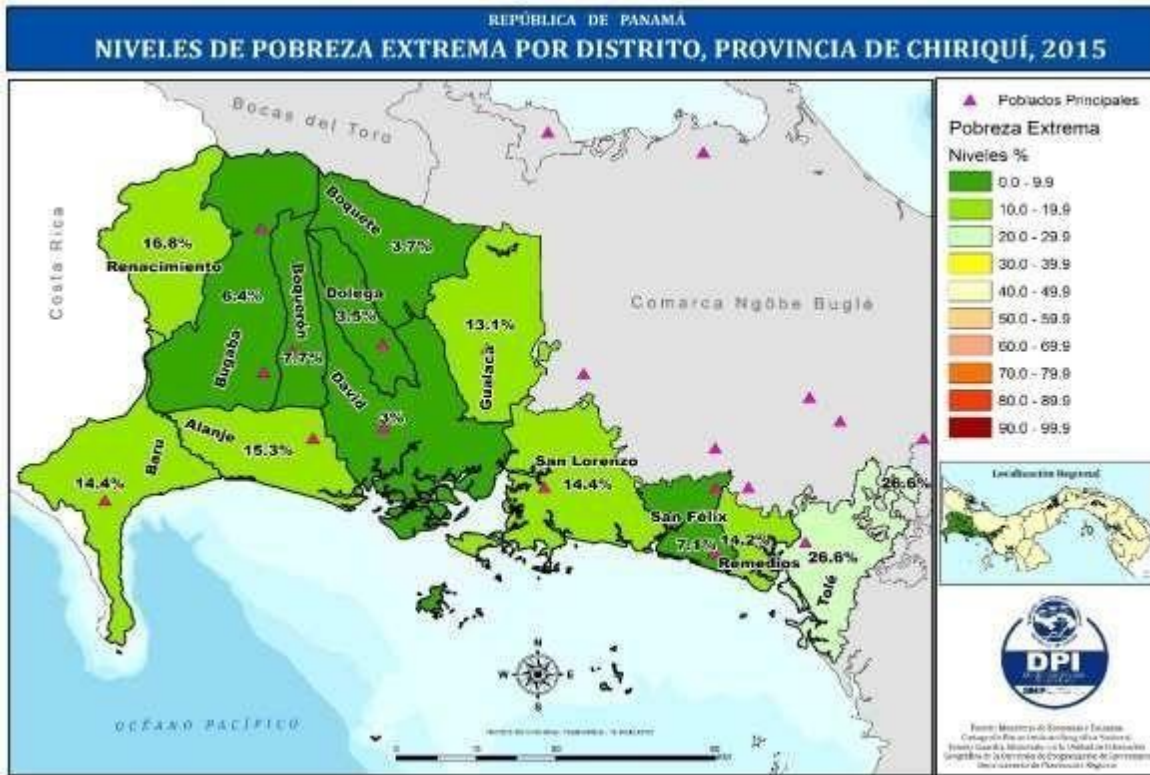 REPÚBLICA DE PANAMÁ
NIVELES DE POBREZA EXTREMA POR DISTRITO, PROVINCIA DE CHIRIQUÍ, 2015
Bocas del Toro
Costa Rica
Comarca Ngöbe Buglé
16.8%
Renacimiento
Boquete
3.7%
6.4%
Bugaba
Boquerón
7.7%
Dolega
3.5%
David
4%
13.1%
Gualaca
Alanje
15.3%
Baru
14.4%
San Lorenzo
14.4%
San Félix
7.1%
14.2%
Remedios
26.6%
26.6%
Tolé
N
W E
S
OCÉANO PACÍFICO
Poblados Principales
Pobreza Extrema
Niveles %
0.0 - 9.9
10.0 - 19.9
20.0 - 29.9
30.0 - 39.9
40.0 - 49.9
50.0 - 59.9
60.0 - 69.9
70.0 - 79.9
80.0 - 89.9
90.0 - 99.9
Localización Regional
DPI